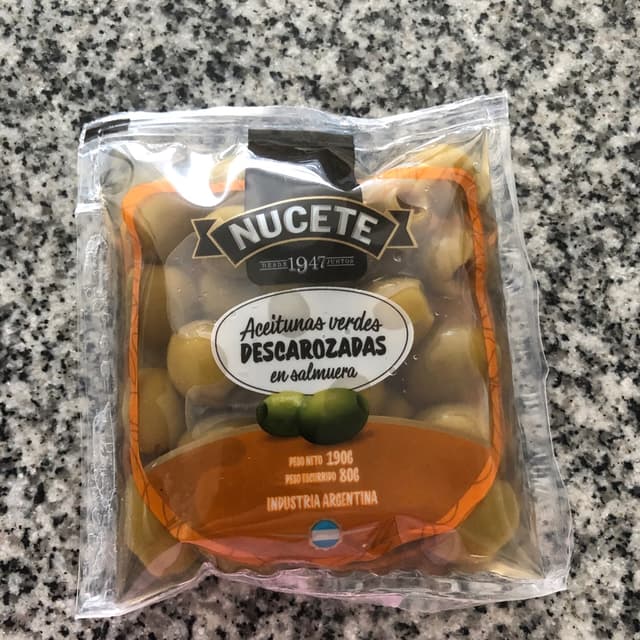 NUCETE
DESDE 1947 JUNTOS
Aceitunas verdes
DESCAROZADAS
en salmuera
PESO NETO 190G
PESO ESCURRIDO 80G
INDUSTRIA ARGENTINA